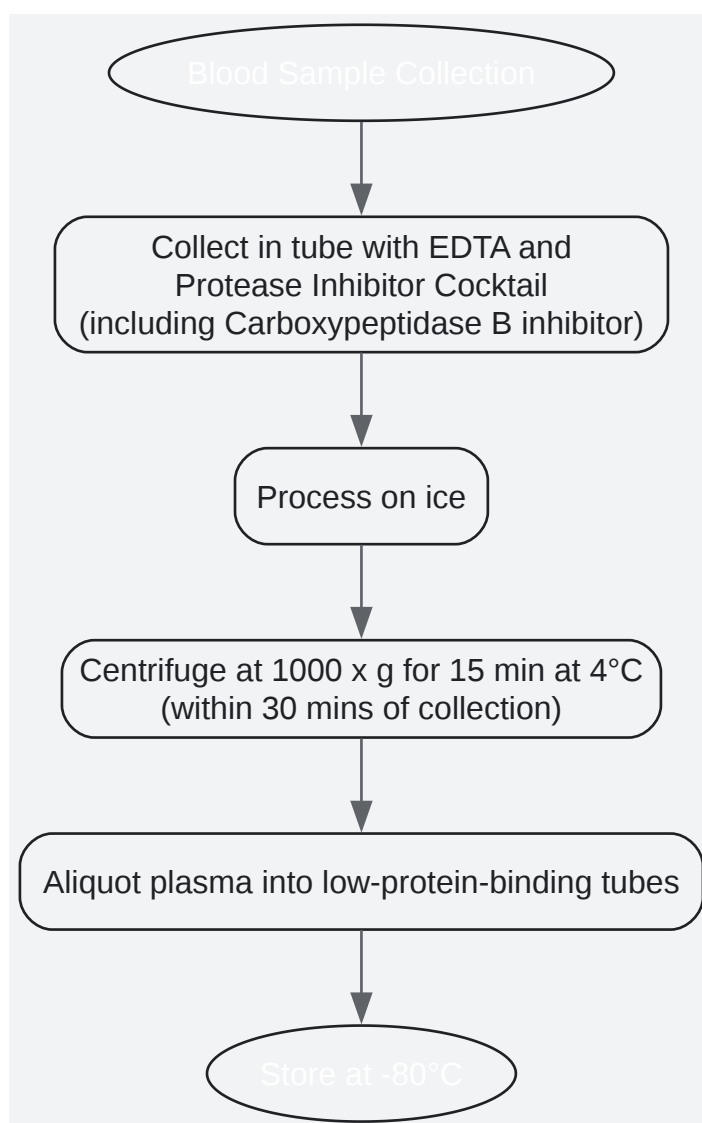 Blood Sample Collection
Collect in tube with EDTA and
Protease Inhibitor Cocktail
(including Carboxypeptidase B inhibitor)
Process on ice
Centrifuge at 1000 x g for 15 min at 4°C
(within 30 mins of collection)
Aliquot plasma into low-protein-binding tubes
Store at -80°C